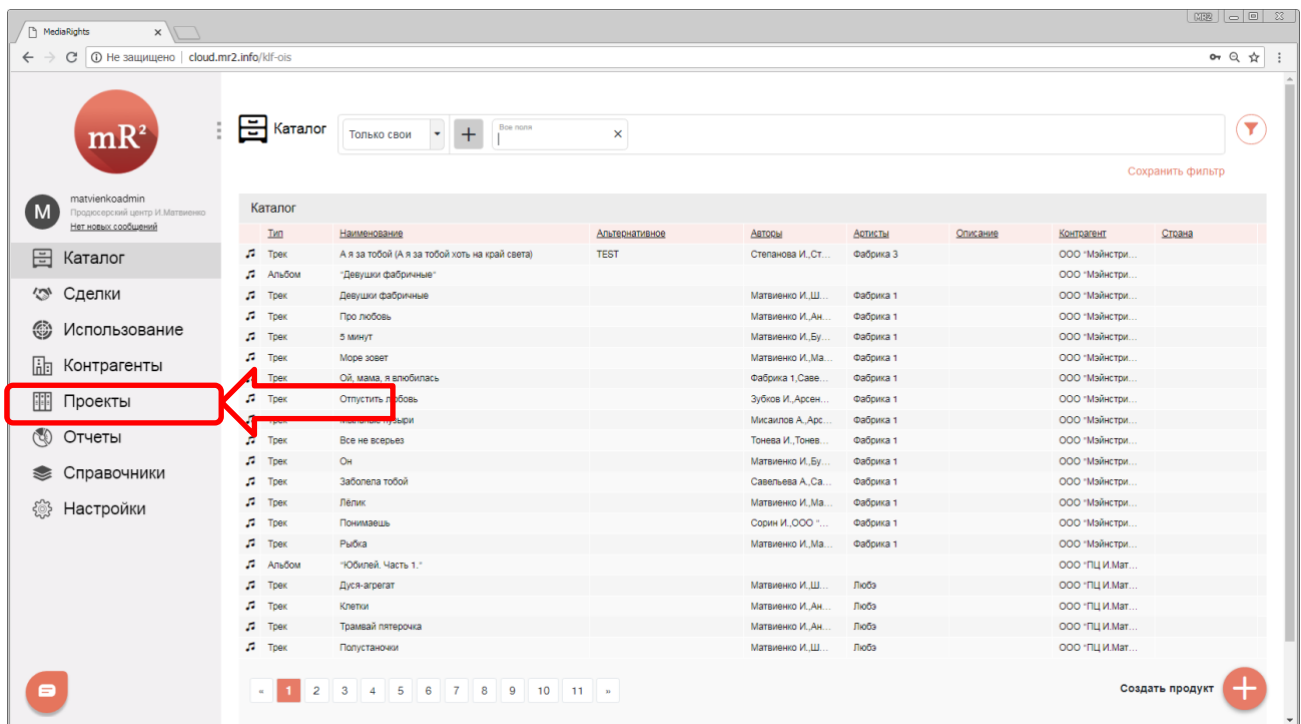 MR2
MediaRights
Не защищено | cloud.mr2.info/klf-ois
mR²
Каталог
Только свои
Все поля
Сохранить фильтр
matvienkoadmin
M
Продюсерский центр И.Матвиенко
Нет новых сообщений
Каталог
Сделки
Использование
Контрагенты
Проекты
Отчеты
Справочники
Настройки
Каталог
Тип Наименование Альтернативное Авторы Артисты Описание Контрагент Страна
Трек А я за тобой (А я за тобой хоть на край света) TEST Степанова И.,Ст... Фабрика 3 ООО "Мэйнстри...
Альбом "Девушки фабричные" ООО "Мэйнстри...
Трек Девушки фабричные Матвиенко И.,Ш... Фабрика 1 ООО "Мэйнстри...
Трек Про любовь Матвиенко И.,Ан... Фабрика 1 ООО "Мэйнстри...
Трек 5 минут Матвиенко И.,Бу... Фабрика 1 ООО "Мэйнстри...
Трек Море зовет Матвиенко И.,Ма... Фабрика 1 ООО "Мэйнстри...
Трек Ой, мама, я влюбилась Фабрика 1,Саве... Фабрика 1 ООО "Мэйнстри...
Трек Отпустить любовь Зубков И.,Арсен... Фабрика 1 ООО "Мэйнстри...
Трек Мисаилов А.,Арс... Фабрика 1 ООО "Мэйнстри...
Трек Все не всерьез Тонева И.,Тонев... Фабрика 1 ООО "Мэйнстри...
Трек Он Матвиенко И.,Бу... Фабрика 1 ООО "Мэйнстри...
Трек Заболела тобой Савельева А.,Са... Фабрика 1 ООО "Мэйнстри...
Трек Лёлик Матвиенко И.,Ма... Фабрика 1 ООО "Мэйнстри...
Трек Понимаешь Сорин И.,ООО "... Фабрика 1 ООО "Мэйнстри...
Трек Рыбка Матвиенко И.,Ма... Фабрика 1 ООО "Мэйнстри...
Альбом "Юбилей. Часть 1." ООО "ПЦ И.Мат...
Трек Дуся-агрегат Матвиенко И.,Ш... Любэ ООО "ПЦ И.Мат...
Трек Клетки Матвиенко И.,Ан... Любэ ООО "ПЦ И.Мат...
Трек Трамвай пятерочка Матвиенко И.,Ан... Любэ ООО "ПЦ И.Мат...
Трек Полустаночки Матвиенко И.,Ш... Любэ ООО "ПЦ И.Мат...
« 1 2 3 4 5 6 7 8 9 10 11 »
Создать продукт